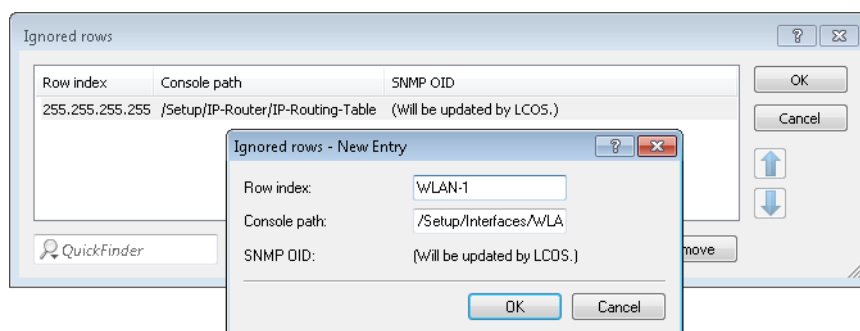 Ignored rows
Row index Console path SNMP OID
255.255.255.255 /Setup/IP-Router/IP-Routing-Table (Will be updated by LCOS.)
OK
Cancel
QuickFinder
move
Ignored rows - New Entry
Row index: WLAN-1
Console path: /Setup/Interfaces/WLA
SNMP OID: (Will be updated by LCOS.)
OK Cancel